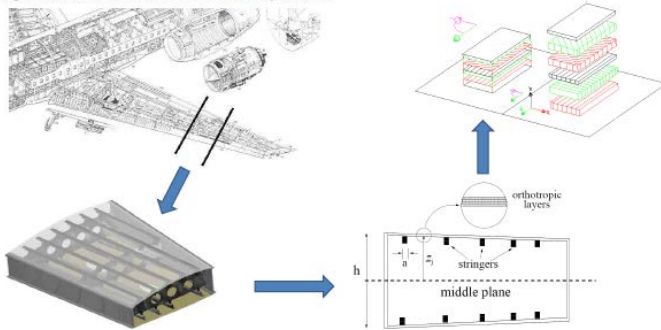 orthotropic
layers
h
a
z̄j
stringers
middle plane